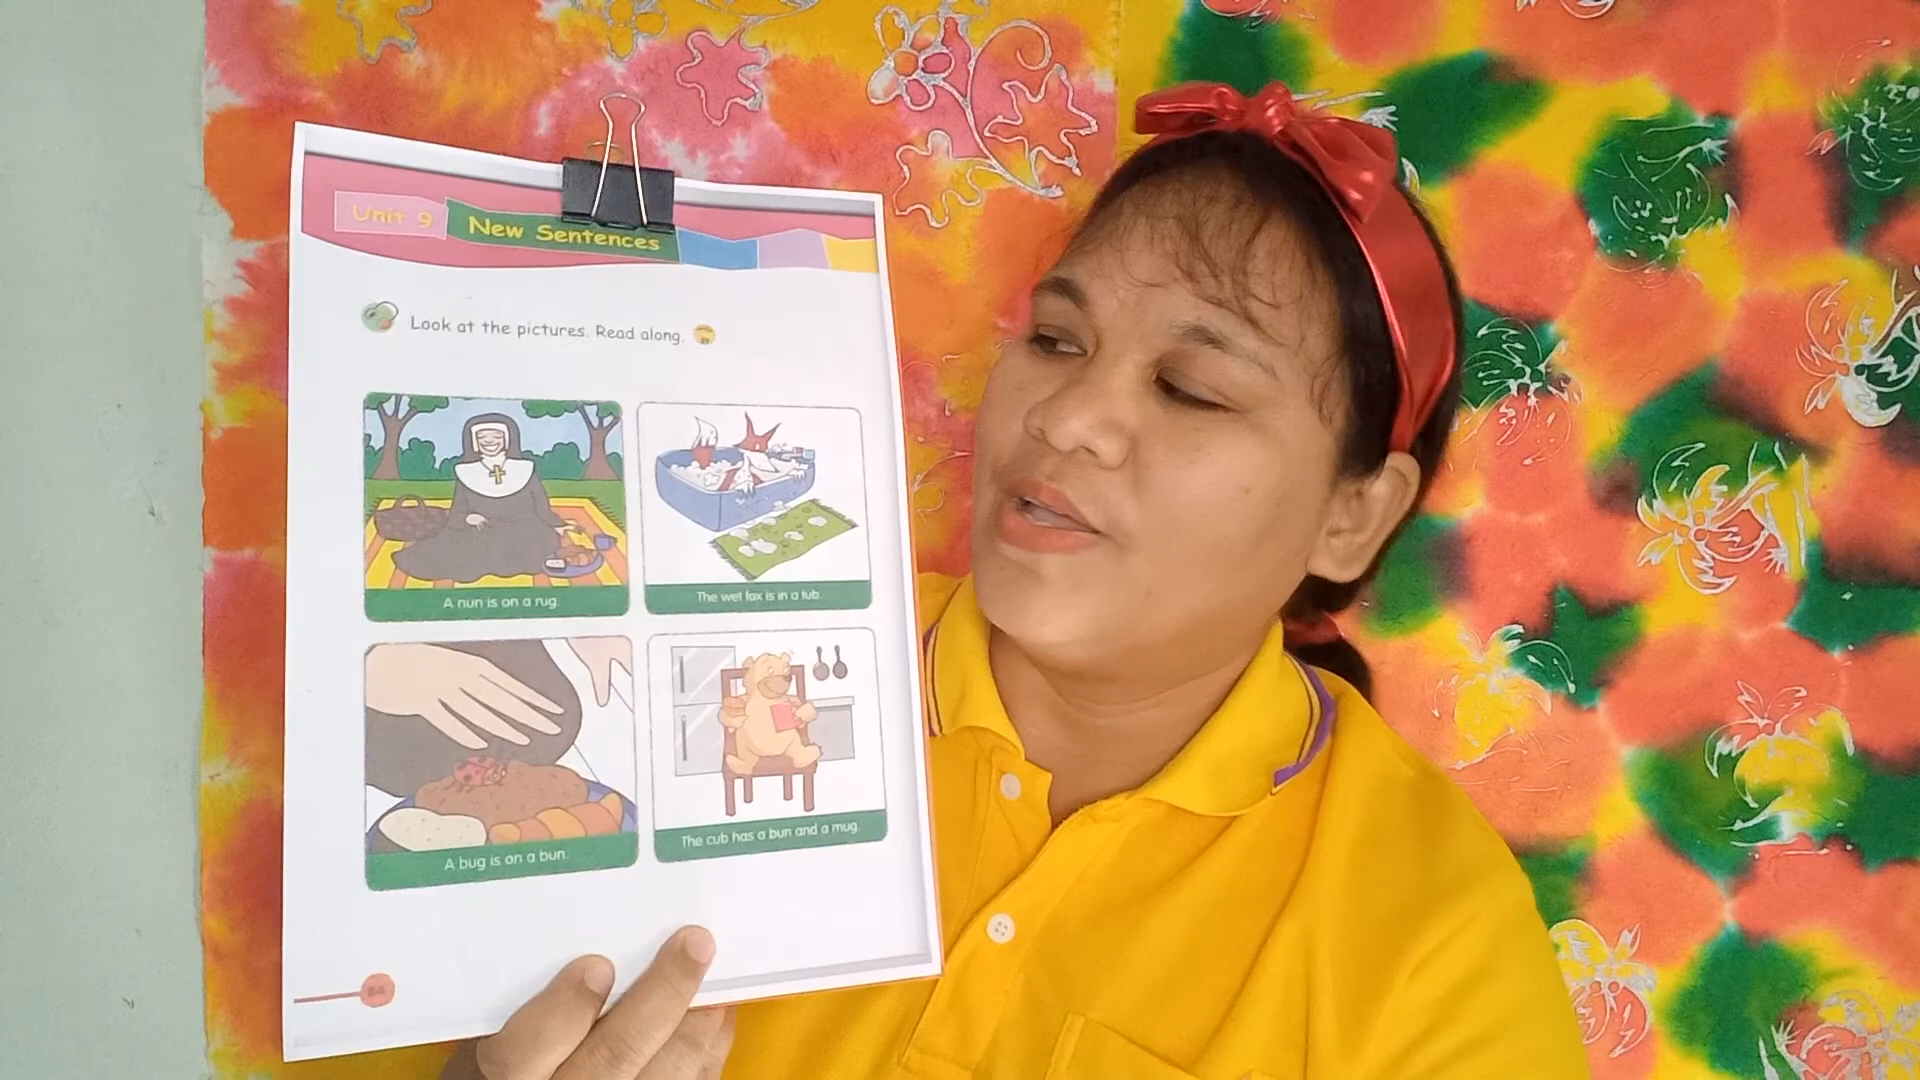 Unit 9 New Sentences
Look at the pictures. Read along.
A nun is on a rug.
The wet fox is in a tub.
A bug is on a bun.
The cub has a bun and a mug.